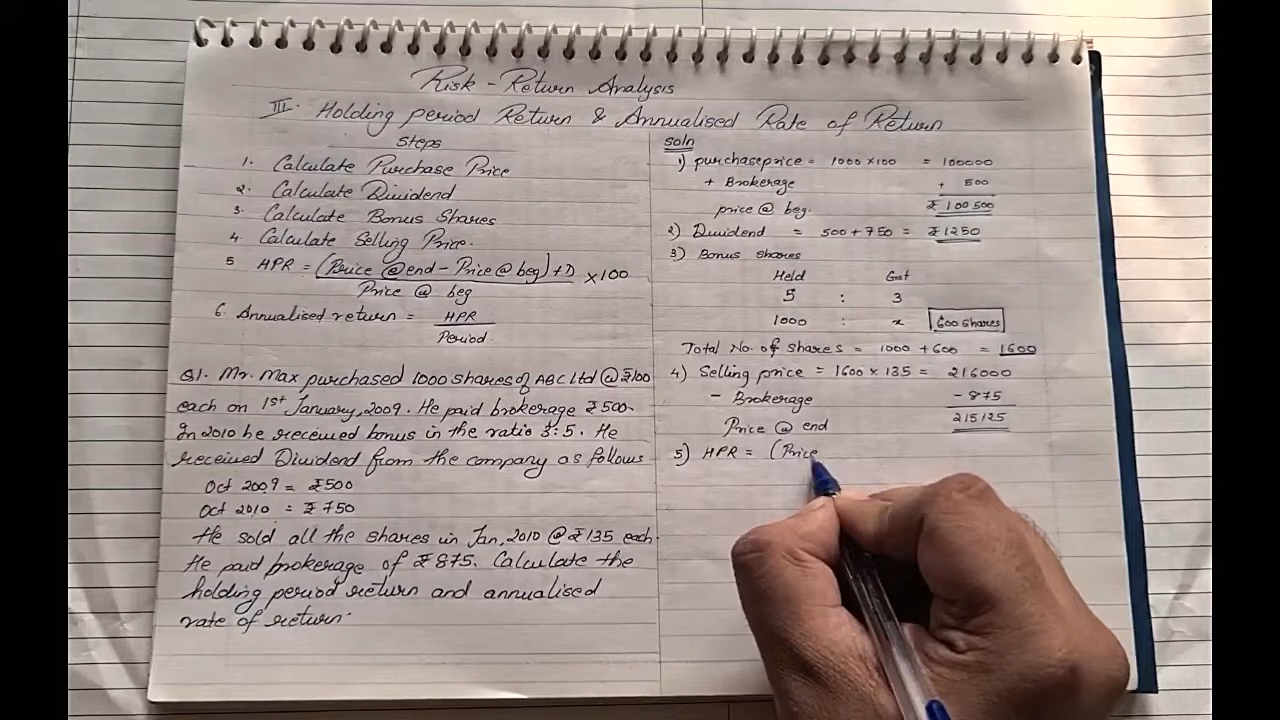 Risk - Return Analysis
III. Holding period Return & Annualised Rate of Return
Steps
1. Calculate Purchase Price
2. Calculate Dividend
3. Calculate Bonus Shares
4. Calculate Selling Price.
5 HPR = (Price @ end - Price @ beg) + D × 100
Price @ beg
6. Annualised return = HPR
Period.
Q1. Mr. Max purchased 1000 shares of ABC Ltd @ ₹100
each on 1st January, 2009. He paid brokerage ₹500.
In 2010 he received bonus in the ratio 3:5. He
received Dividend from the company as follows
Oct 2009 = ₹500
Oct 2010 = ₹750
He sold all the shares in Jan, 2010 @ ₹135 each.
He paid brokerage of ₹875. Calculate the
holding period return and annualised
rate of return.
Soln
1) purchase price = 1000 × 100 = 100000
+ Brokerage + 500
price @ beg. ₹ 100500
2) Dividend = 500 + 750 = ₹1250
3) Bonus shares
Held Got
5 : 3
1000 : x 600 shares
Total No. of shares = 1000 + 600 = 1600
4) Selling price = 1600 × 135 = 216000
- Brokerage - 875
Price @ end 215125
5) HPR = (Price